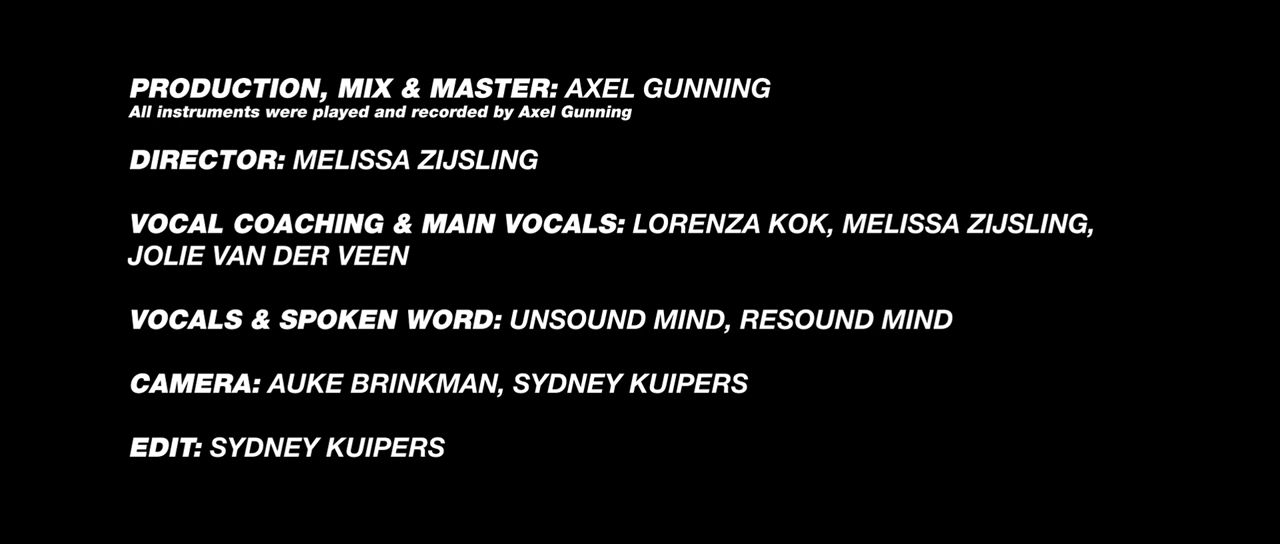 PRODUCTION, MIX & MASTER: AXEL GUNNING
All instruments were played and recorded by Axel Gunning
DIRECTOR: MELISSA ZIJSLING
VOCAL COACHING & MAIN VOCALS: LORENZA KOK, MELISSA ZIJSLING,
JOLIE VAN DER VEEN
VOCALS & SPOKEN WORD: UNSOUND MIND, RESOUND MIND
CAMERA: AUKE BRINKMAN, SYDNEY KUIPERS
EDIT: SYDNEY KUIPERS